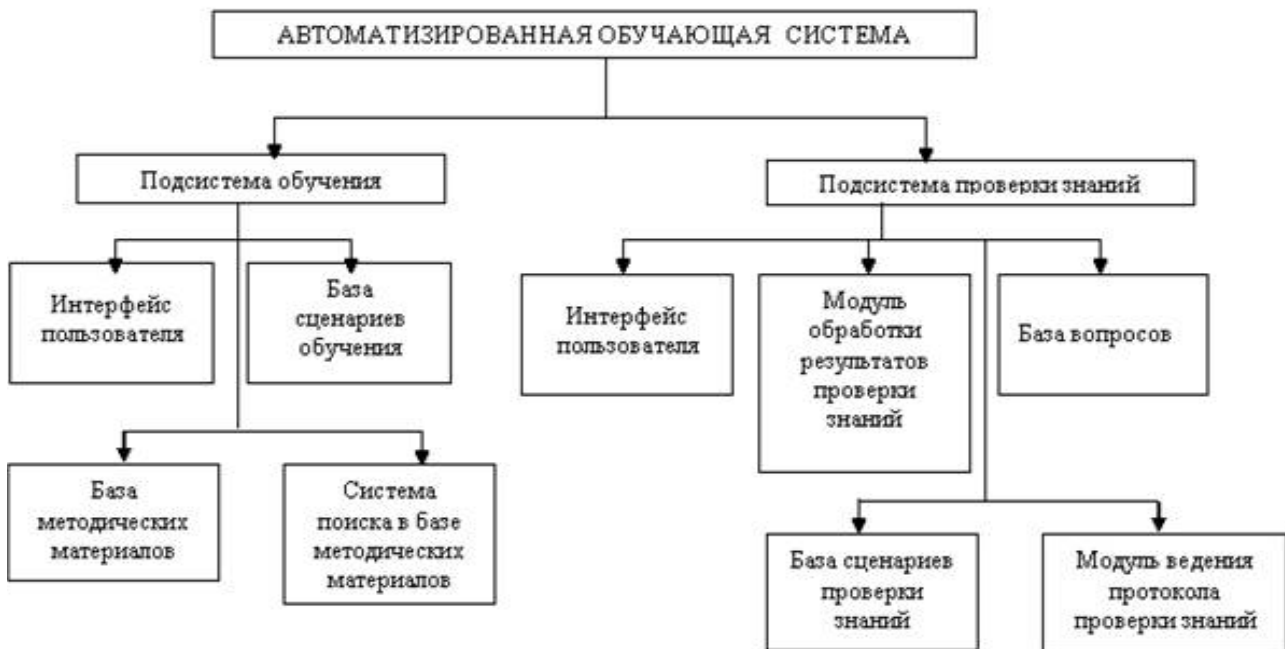 АВТОМАТИЗИРОВАННАЯ ОБУЧАЮЩАЯ СИСТЕМА
Подсистема обучения
Подсистема проверки знаний
Интерфейс
пользователя
База
сценариев
обучения
Интерфейс
пользователя
Модуль
обработки
результатов
проверки
знаний
База вопросов
База
методических
материалов
Система
поиска в базе
методических
материалов
База сценариев
проверки
знаний
Модуль ведения
протокола
проверки знаний